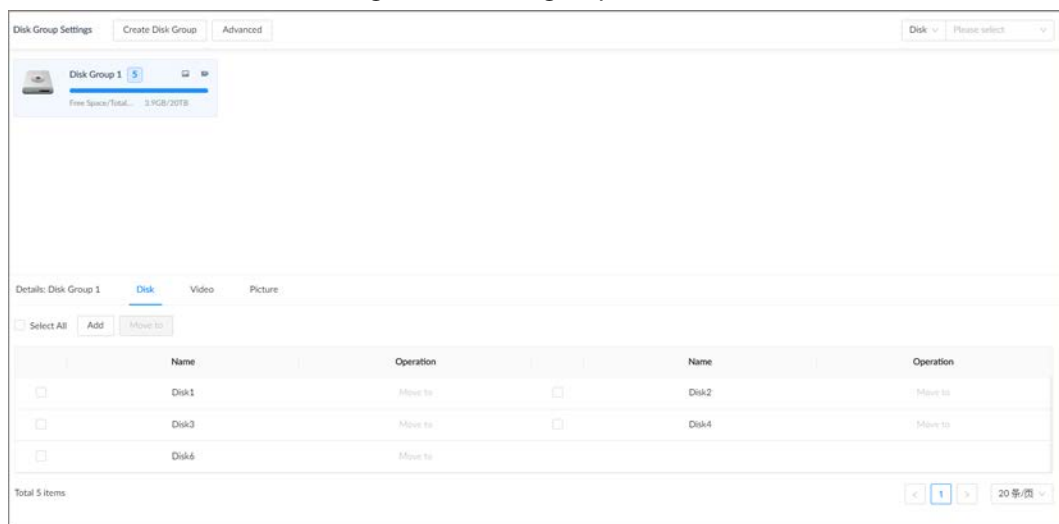 Disk Group Settings Create Disk Group Advanced Disk Please select
Disk Group 1 5
Free Space/Total... 3.9GB/20TB
Details: Disk Group 1 Disk Video Picture
Select All Add Move to
Name Operation Name Operation
Disk1 Move to Disk2 Move to
Disk3 Move to Disk4 Move to
Disk6 Move to
Total 5 items < 1 > 20 条/页